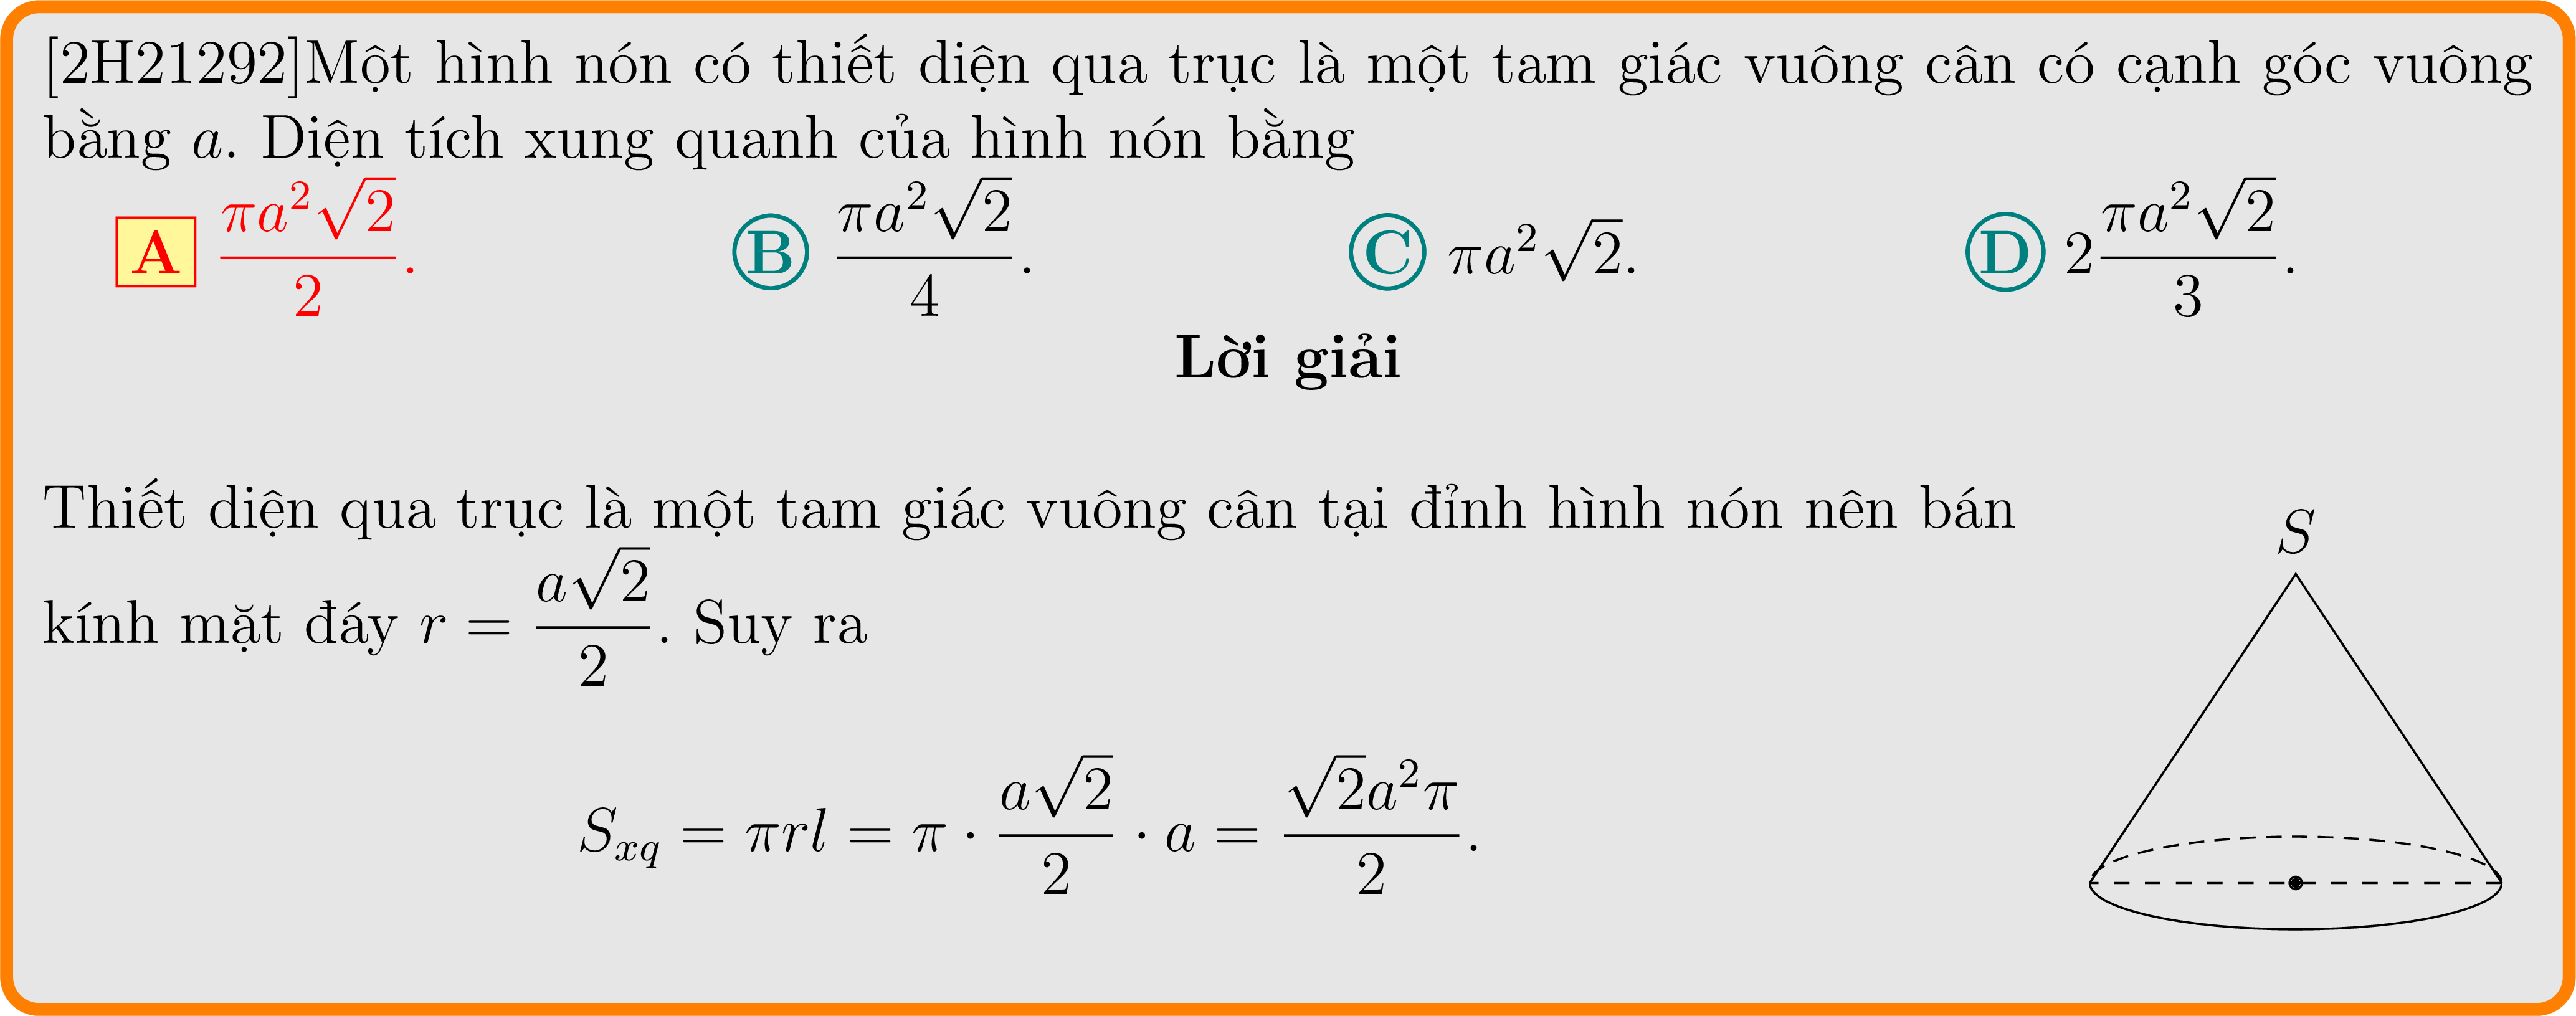 [2H21292]Một hình nón có thiết diện qua trục là một tam giác vuông cân có cạnh góc vuông
bằng a. Diện tích xung quanh của hình nón bằng
A $\frac{\pi a^2\sqrt{2}}{2}$. B $\frac{\pi a^2\sqrt{2}}{4}$. C $\pi a^2\sqrt{2}$. D $2\frac{\pi a^2\sqrt{2}}{3}$.
Lời giải
Thiết diện qua trục là một tam giác vuông cân tại đỉnh hình nón nên bán
kính mặt đáy $r = \frac{a\sqrt{2}}{2}$. Suy ra
$S_{xq} = \pi rl = \pi \cdot \frac{a\sqrt{2}}{2} \cdot a = \frac{\sqrt{2}a^2\pi}{2}$.
S